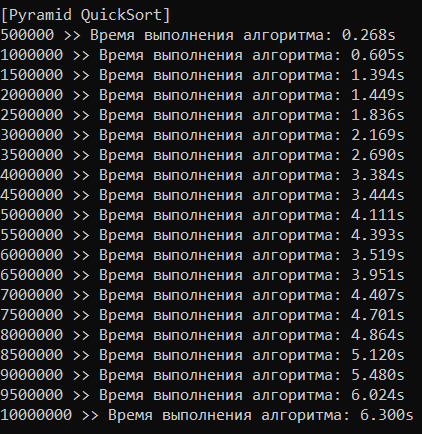 [Pyramid QuickSort]
500000 >> Время выполнения алгоритма: 0.268s
1000000 >> Время выполнения алгоритма: 0.605s
1500000 >> Время выполнения алгоритма: 1.394s
2000000 >> Время выполнения алгоритма: 1.449s
2500000 >> Время выполнения алгоритма: 1.836s
3000000 >> Время выполнения алгоритма: 2.169s
3500000 >> Время выполнения алгоритма: 2.690s
4000000 >> Время выполнения алгоритма: 3.384s
4500000 >> Время выполнения алгоритма: 3.444s
5000000 >> Время выполнения алгоритма: 4.111s
5500000 >> Время выполнения алгоритма: 4.393s
6000000 >> Время выполнения алгоритма: 3.519s
6500000 >> Время выполнения алгоритма: 3.951s
7000000 >> Время выполнения алгоритма: 4.407s
7500000 >> Время выполнения алгоритма: 4.701s
8000000 >> Время выполнения алгоритма: 4.864s
8500000 >> Время выполнения алгоритма: 5.120s
9000000 >> Время выполнения алгоритма: 5.480s
9500000 >> Время выполнения алгоритма: 6.024s
10000000 >> Время выполнения алгоритма: 6.300s